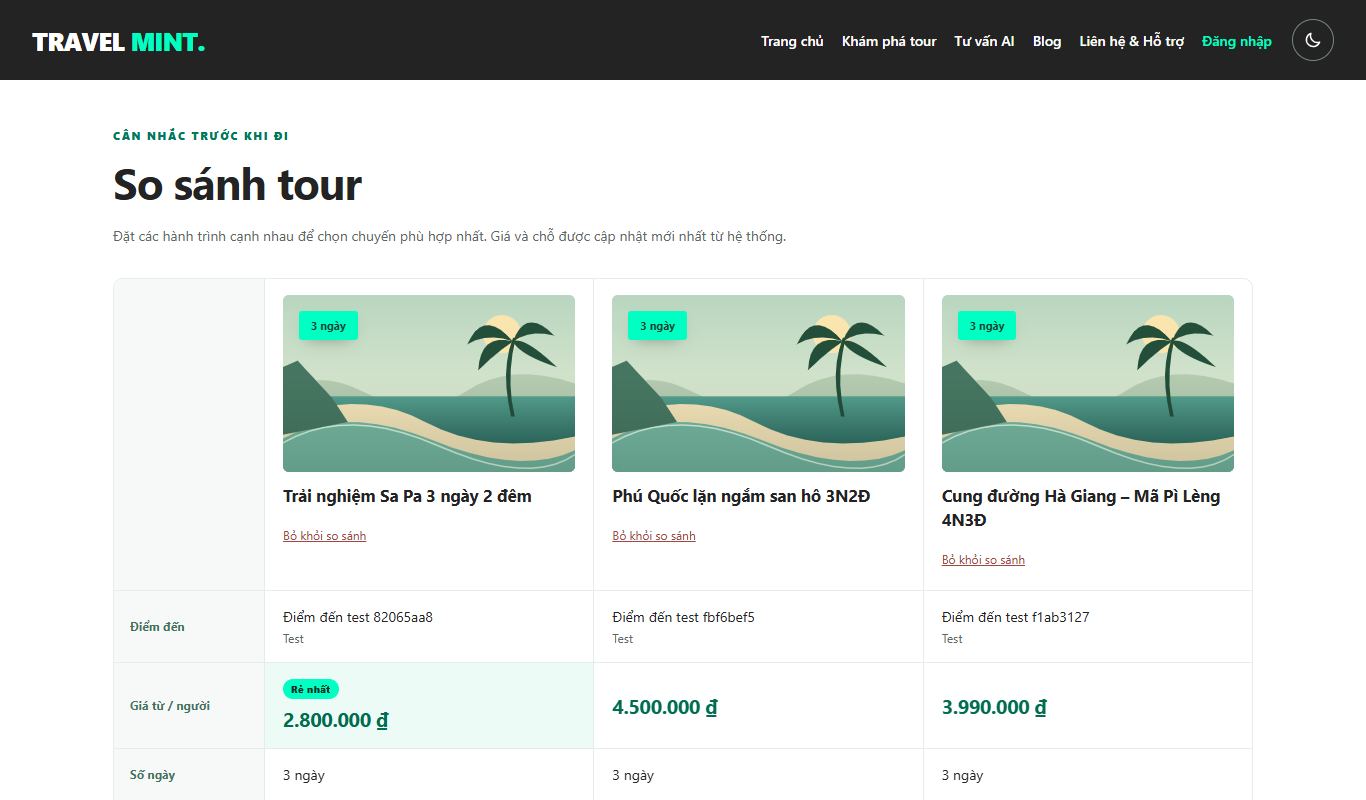 TRAVEL MINT.
Trang chủ Khám phá tour Tư vấn AI Blog Liên hệ & Hỗ trợ Đăng nhập
CÂN NHẮC TRƯỚC KHI ĐI
So sánh tour
Đặt các hành trình cạnh nhau để chọn chuyến phù hợp nhất. Giá và chỗ được cập nhật mới nhất từ hệ thống.
3 ngày 3 ngày 3 ngày
Trải nghiệm Sa Pa 3 ngày 2 đêm
Bỏ khỏi so sánh
Phú Quốc lặn ngắm san hô 3N2Đ
Bỏ khỏi so sánh
Cung đường Hà Giang – Mã Pì Lèng
4N3Đ
Bỏ khỏi so sánh
Điểm đến
Điểm đến test 82065aa8
Test
Điểm đến test fbf6bef5
Test
Điểm đến test f1ab3127
Test
Giá từ / người
Rẻ nhất
2.800.000 ₫
4.500.000 ₫
3.990.000 ₫
Số ngày
3 ngày
3 ngày
3 ngày